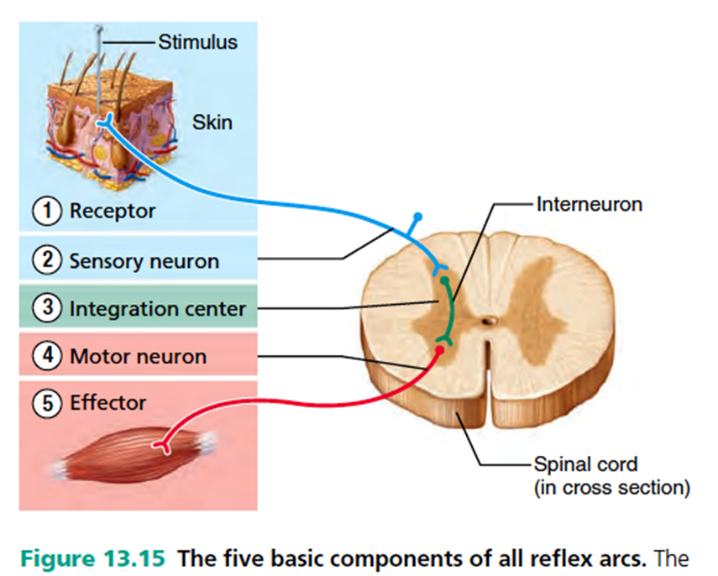 Stimulus
Skin
① Receptor
Interneuron
② Sensory neuron
③ Integration center
④ Motor neuron
⑤ Effector
Spinal cord
(in cross section)
Figure 13.15 The five basic components of all reflex arcs. The